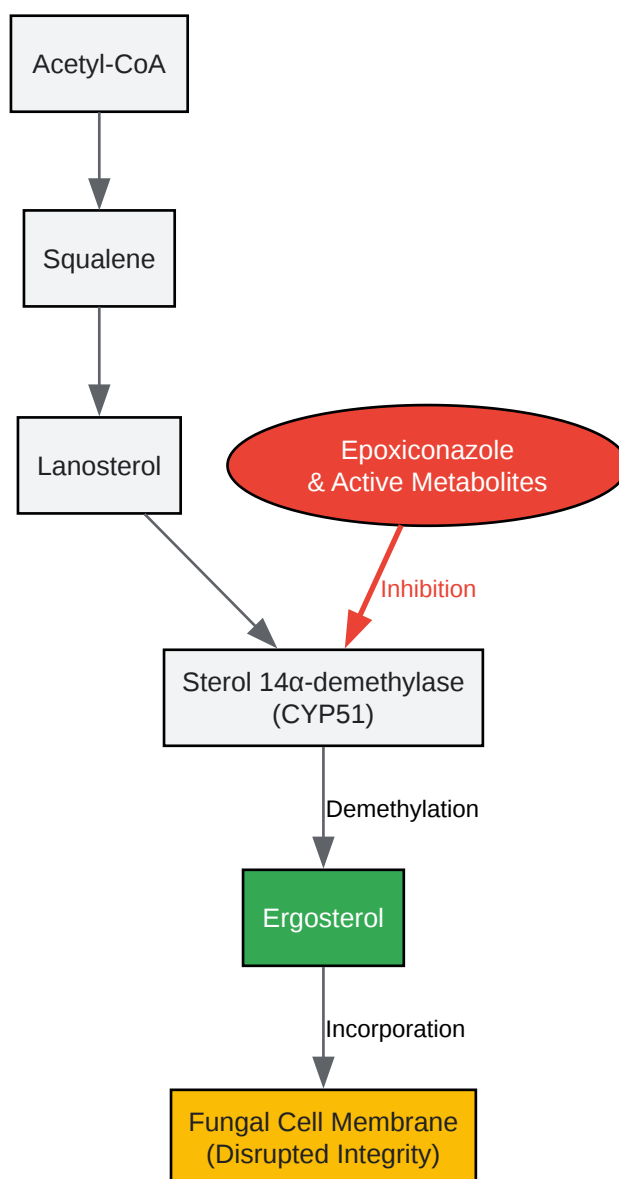 Acetyl-CoA
Squalene
Lanosterol
Epoxiconazole
& Active Metabolites
Inhibition
Sterol 14α-demethylase
(CYP51)
Demethylation
Ergosterol
Incorporation
Fungal Cell Membrane
(Disrupted Integrity)